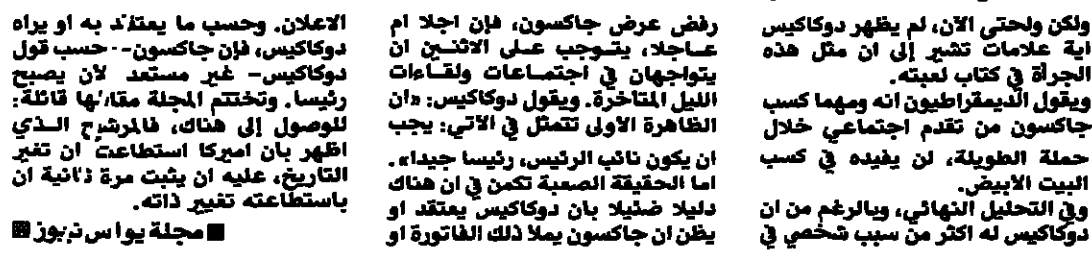 ولكن ولحتى الآن، لم يظهر دوكاكيس
اية علامات تشير إلى ان مثل هذه
الجرأة في كتاب لعبته.
ويقول الديمقراطيون انه ومهما كسب
جاكسون من تقدم اجتماعي خلال
حملة الطويلة، لن يفيده في كسب
البيت الابيض.
وفي التحليل النهائي، وبالرغم من ان
دوكاكيس له اكثر من سبب شخصي في
رفض عرض جاكسون، فإن اجلا ام
عاجلا، يتوجب على الاثنين ان
يتواجهان في اجتماعات ولقاءات
الليل المتاخرة. ويقول دوكاكيس: «ان
الظاهرة الاولى تتمثل في الاتي: يجب
ان يكون نائب الرئيس، رئيسا جيدا».
اما الحقيقة الصعبة تكمن في ان هناك
دليلا ضئيلا بان دوكاكيس يعتقد او
يظن ان جاكسون يملا ذلك الفاتورة او
الاعلان. وحسب ما يعتقد به او يراه
دوكاكيس، فإن جاكسون -- حسب قول
دوكاكيس – غير مستعد لان يصبح
رئيسا. وتختتم المجلة مقالها قائلة:
للوصول إلى هناك، فالمرشح الذي
اظهر بان اميركا استطاعت ان تغير
التاريخ، عليه ان يثبت مرة ثانية ان
باستطاعته تغيير ذاته.
■ مجلة يو اس نيوز ■